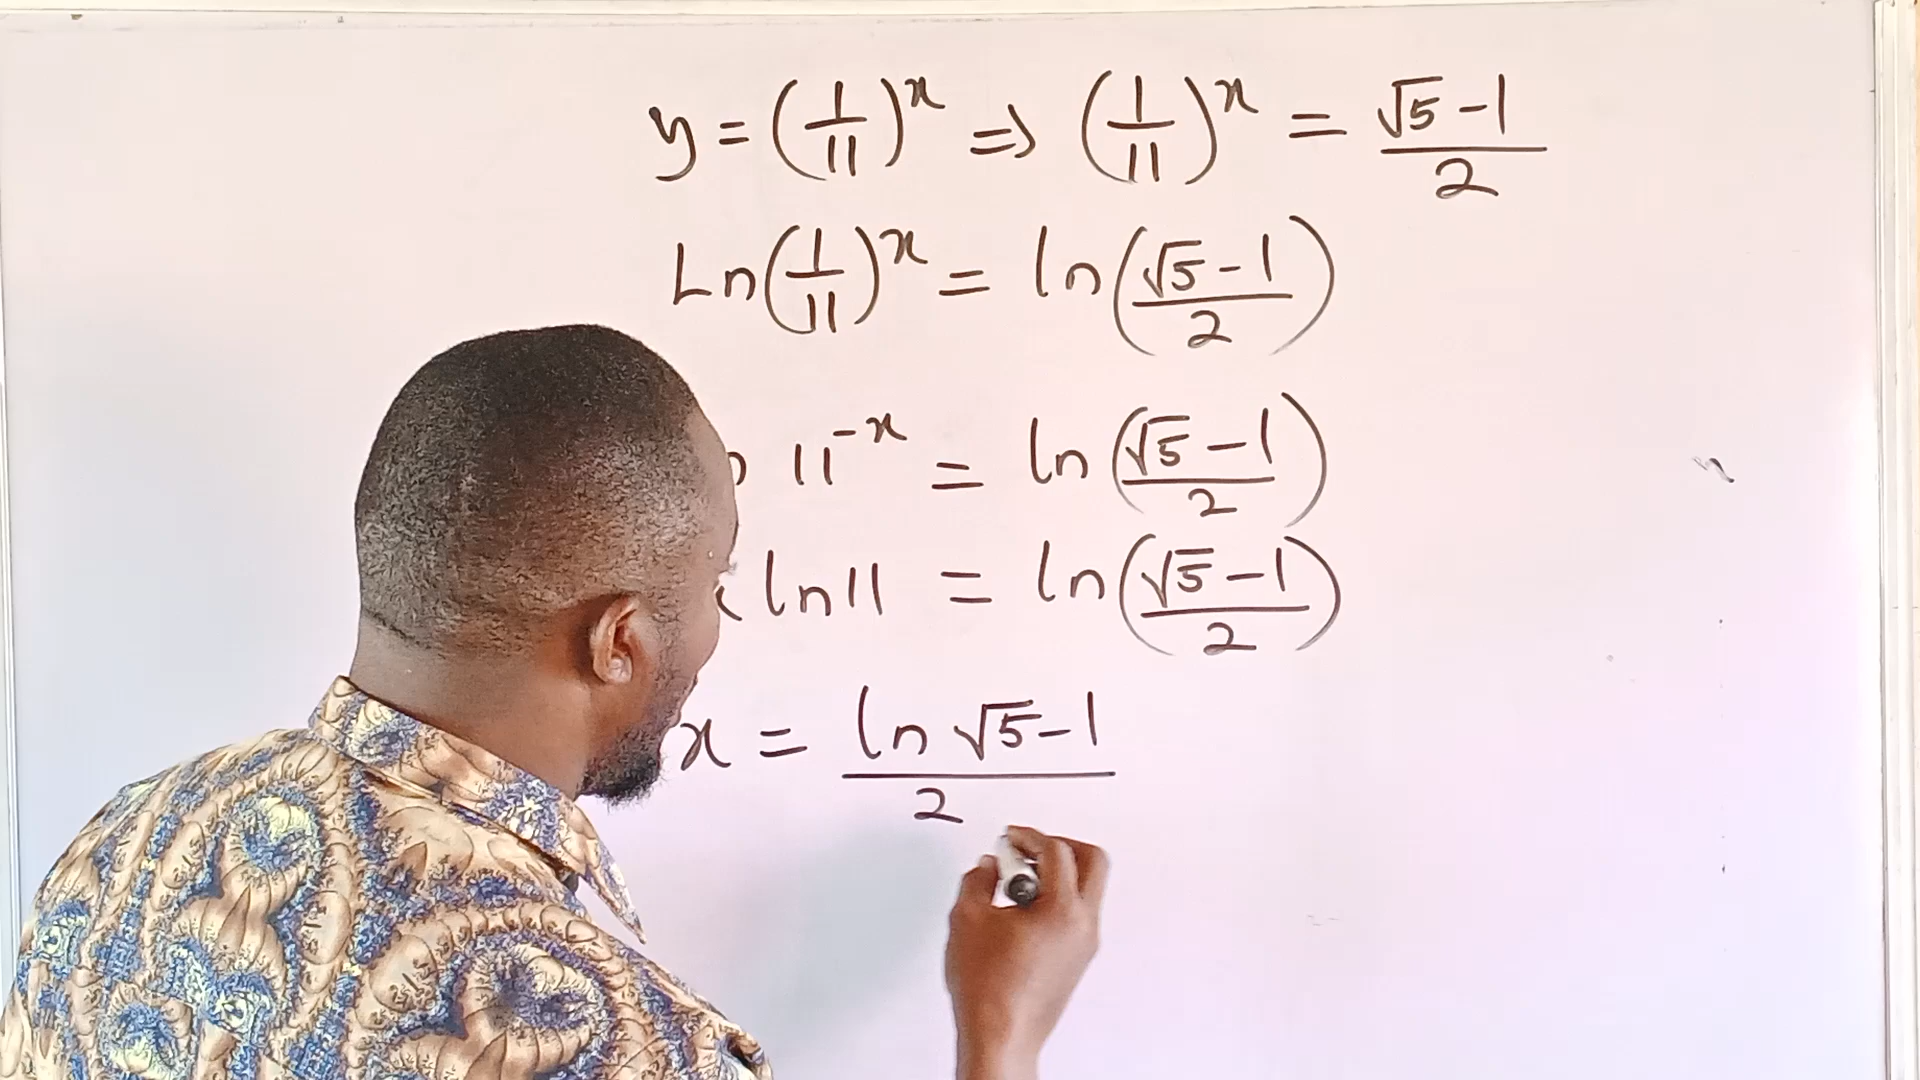 y = (1/11)^x ⇒ (1/11)^x = (√5 - 1)/2
Ln(1/11)^x = ln((√5 - 1)/2)
11^-x = ln((√5 - 1)/2)
ln11 = ln((√5 - 1)/2)
x = (ln √5 - 1)/2